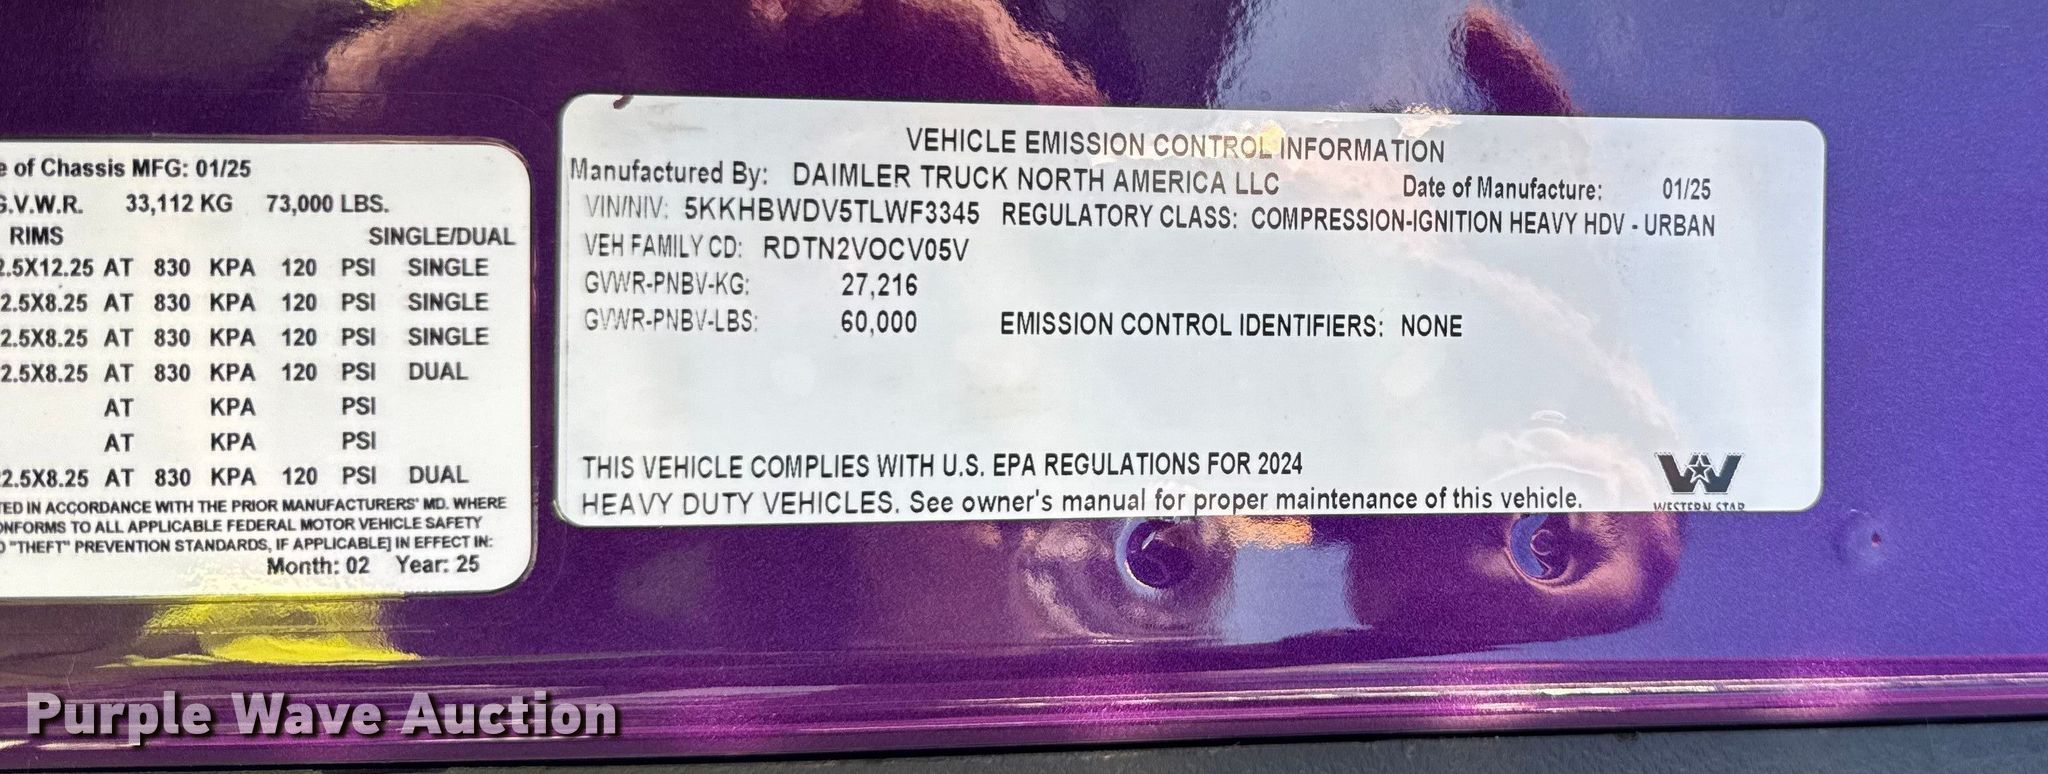 e of Chassis MFG: 01/25
G.V.W.R. 33,112 KG 73,000 LBS.
RIMS SINGLE/DUAL
2.5X12.25 AT 830 KPA 120 PSI SINGLE
2.5X8.25 AT 830 KPA 120 PSI SINGLE
2.5X8.25 AT 830 KPA 120 PSI SINGLE
2.5X8.25 AT 830 KPA 120 PSI DUAL
AT KPA PSI
AT KPA PSI
22.5X8.25 AT 830 KPA 120 PSI DUAL
TED IN ACCORDANCE WITH THE PRIOR MANUFACTURERS' MD. WHERE
ONFORMS TO ALL APPLICABLE FEDERAL MOTOR VEHICLE SAFETY
D "THEFT" PREVENTION STANDARDS, IF APPLICABLE] IN EFFECT IN:
Month: 02 Year: 25
VEHICLE EMISSION CONTROL INFORMATION
Manufactured By: DAIMLER TRUCK NORTH AMERICA LLC Date of Manufacture: 01/25
VIN/NIV: 5KKHBWDV5TLWF3345 REGULATORY CLASS: COMPRESSION-IGNITION HEAVY HDV - URBAN
VEH FAMILY CD: RDTN2VOCV05V
GVWR-PNBV-KG: 27,216
GVWR-PNBV-LBS: 60,000 EMISSION CONTROL IDENTIFIERS: NONE
THIS VEHICLE COMPLIES WITH U.S. EPA REGULATIONS FOR 2024
HEAVY DUTY VEHICLES. See owner's manual for proper maintenance of this vehicle.
WESTERN STAR
Purple Wave Auction